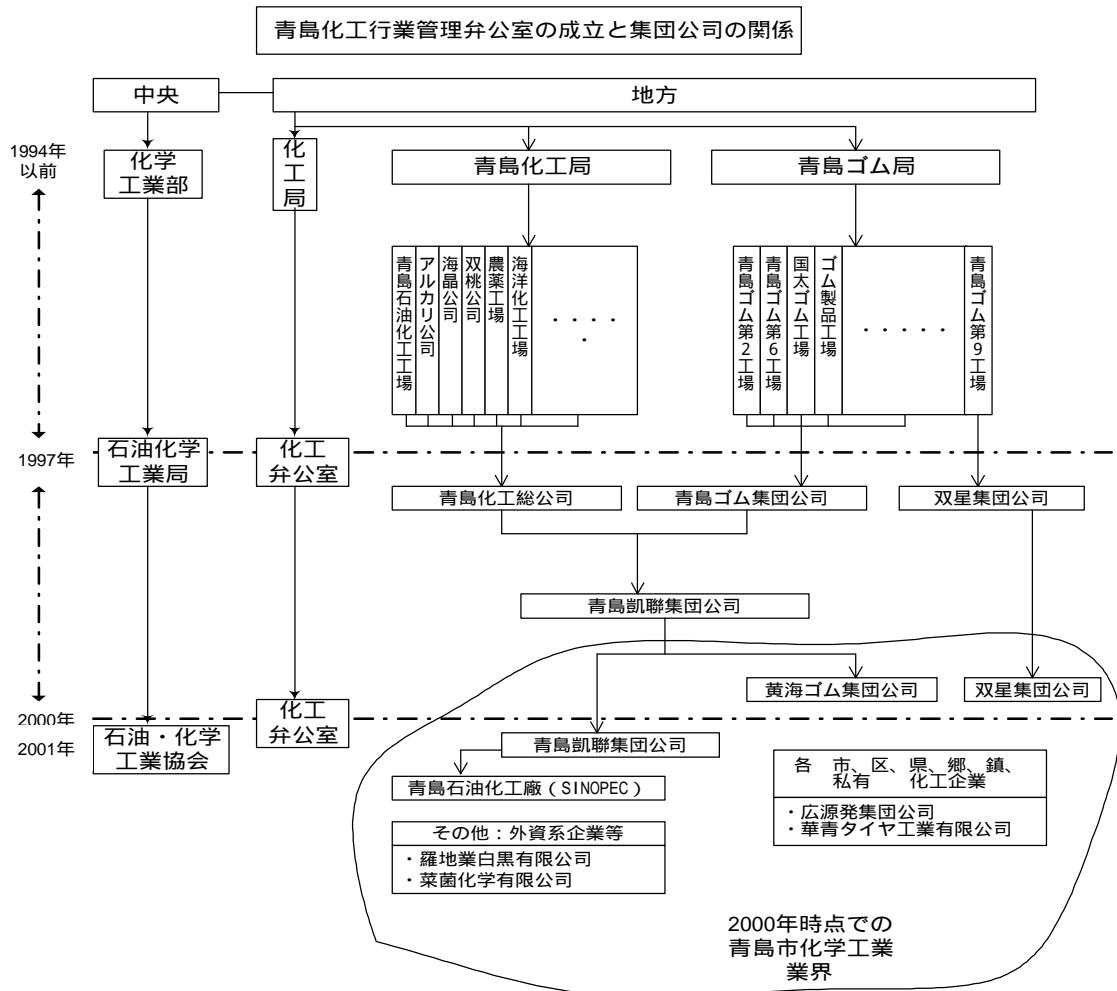 青島化工行業管理弁公室の成立と集団公司の関係
中央
地方
1994年
以前
化学
工業部
化工局
青島化工局
青島ゴム局
青島石油化工工場
アルカリ公司
海晶公司
双桃公司
農薬工場
海洋化工工場
・・・・
・
青島ゴム第2工場
青島ゴム第6工場
国太ゴム工場
ゴム製品工場
・・・・・
青島ゴム第9工場
1997年
石油化学
工業局
化工
弁公室
青島化工総公司
青島ゴム集団公司
双星集団公司
青島凱聯集団公司
黄海ゴム集団公司
双星集団公司
2000年
2001年
石油・化学
工業協会
化工
弁公室
青島凱聯集団公司
青島石油化工廠(SINOPEC)
その他：外資系企業等
・羅地業白黒有限公司
・菜菌化学有限公司
各 市、区、県、郷、鎮、
私有 化工企業
・広源発集団公司
・華青タイヤ工業有限公司
2000年時点での
青島市化学工業
業界